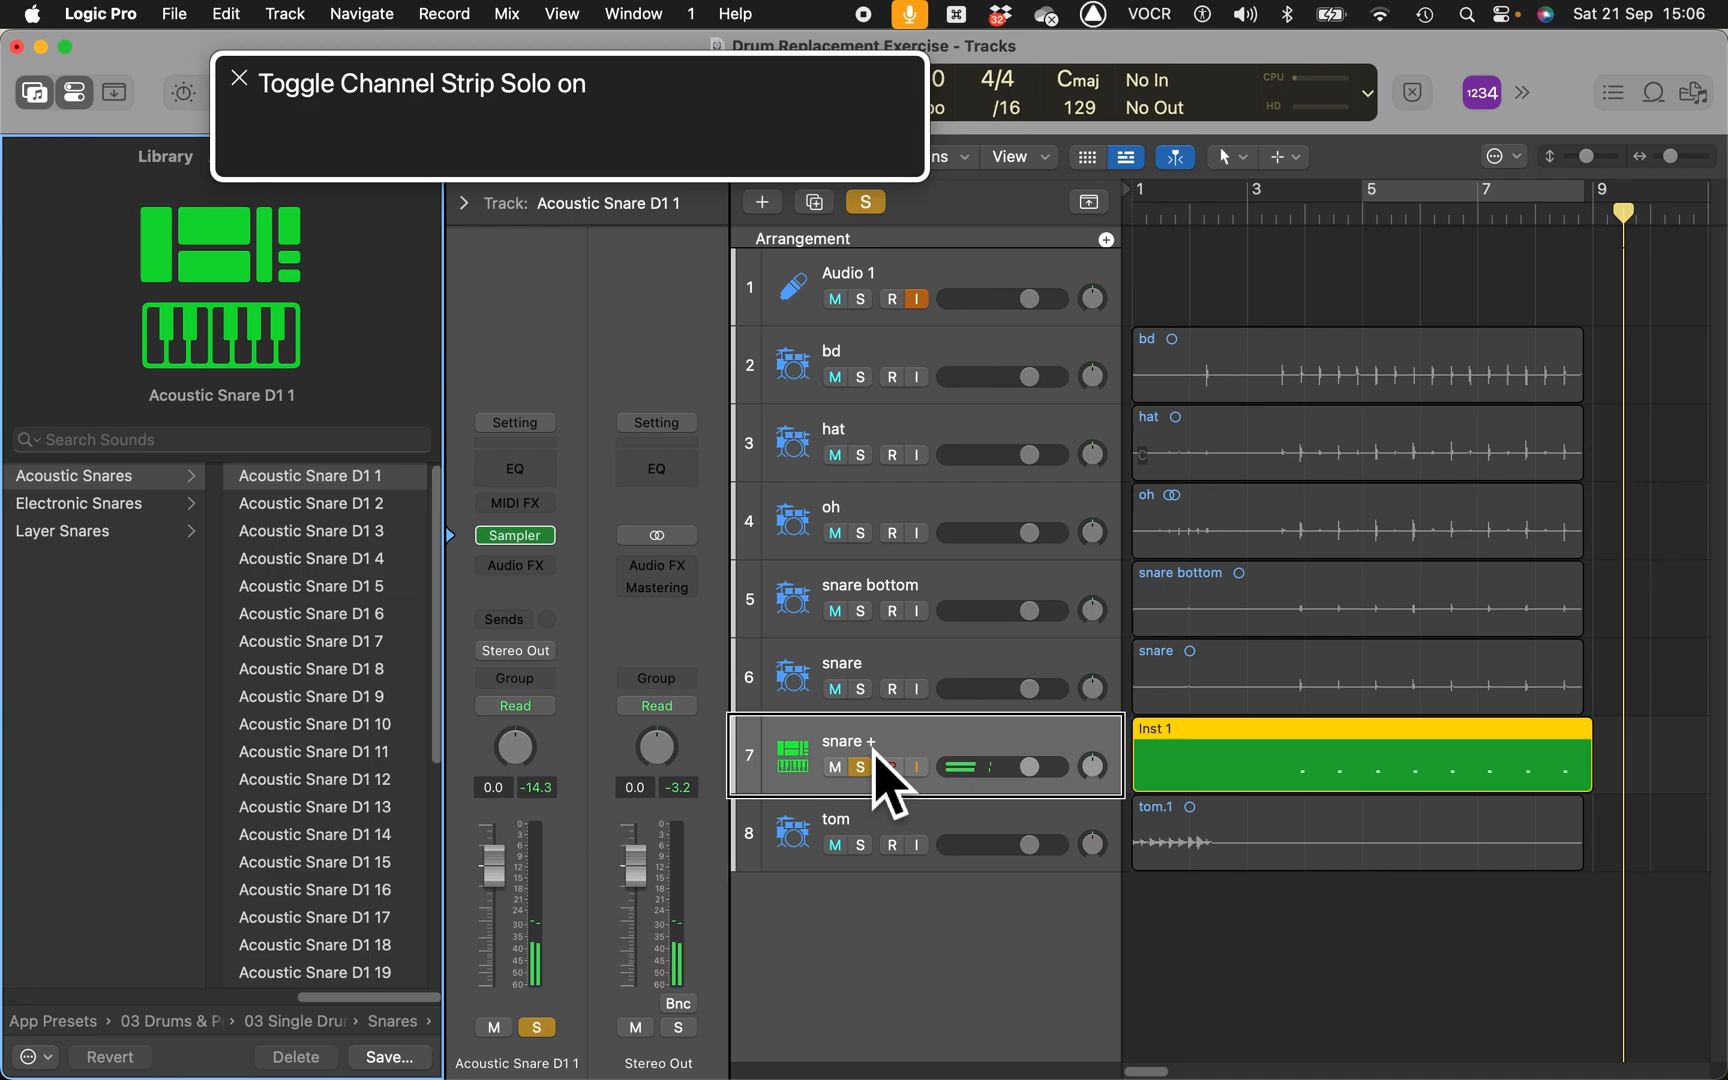 Logic Pro File Edit Track Navigate Record Mix View Window 1 Help
32 VOCR Sat 21 Sep 15:06
Drum Replacement Exercise - Tracks
Toggle Channel Strip Solo on
0 4/4 Cmaj No In CPU
/16 129 No Out HD
1234
Library
View
Track: Acoustic Snare D1 1
S
1 3 5 7 9
Arrangement
Acoustic Snare D1 1
Search Sounds
Acoustic Snares
Electronic Snares
Layer Snares
Acoustic Snare D1 1
Acoustic Snare D1 2
Acoustic Snare D1 3
Acoustic Snare D1 4
Acoustic Snare D1 5
Acoustic Snare D1 6
Acoustic Snare D1 7
Acoustic Snare D1 8
Acoustic Snare D1 9
Acoustic Snare D1 10
Acoustic Snare D1 11
Acoustic Snare D1 12
Acoustic Snare D1 13
Acoustic Snare D1 14
Acoustic Snare D1 15
Acoustic Snare D1 16
Acoustic Snare D1 17
Acoustic Snare D1 18
Acoustic Snare D1 19
App Presets 03 Drums & P 03 Single Dru Snares
Revert Delete Save...
Setting Setting
EQ EQ
MIDI FX
Sampler
Audio FX Audio FX
Mastering
Sends
Stereo Out
Group Group
Read Read
0.0 -14.3 0.0 -3.2
Bnc
M S M S
Acoustic Snare D1 1 Stereo Out
1 Audio 1
M S R I
2 bd
M S R I
3 hat
M S R I
4 oh
M S R I
5 snare bottom
M S R I
6 snare
M S R I
7 snare +
M S I
8 tom
M S R I
bd
hat
oh
snare bottom
snare
Inst 1
tom.1